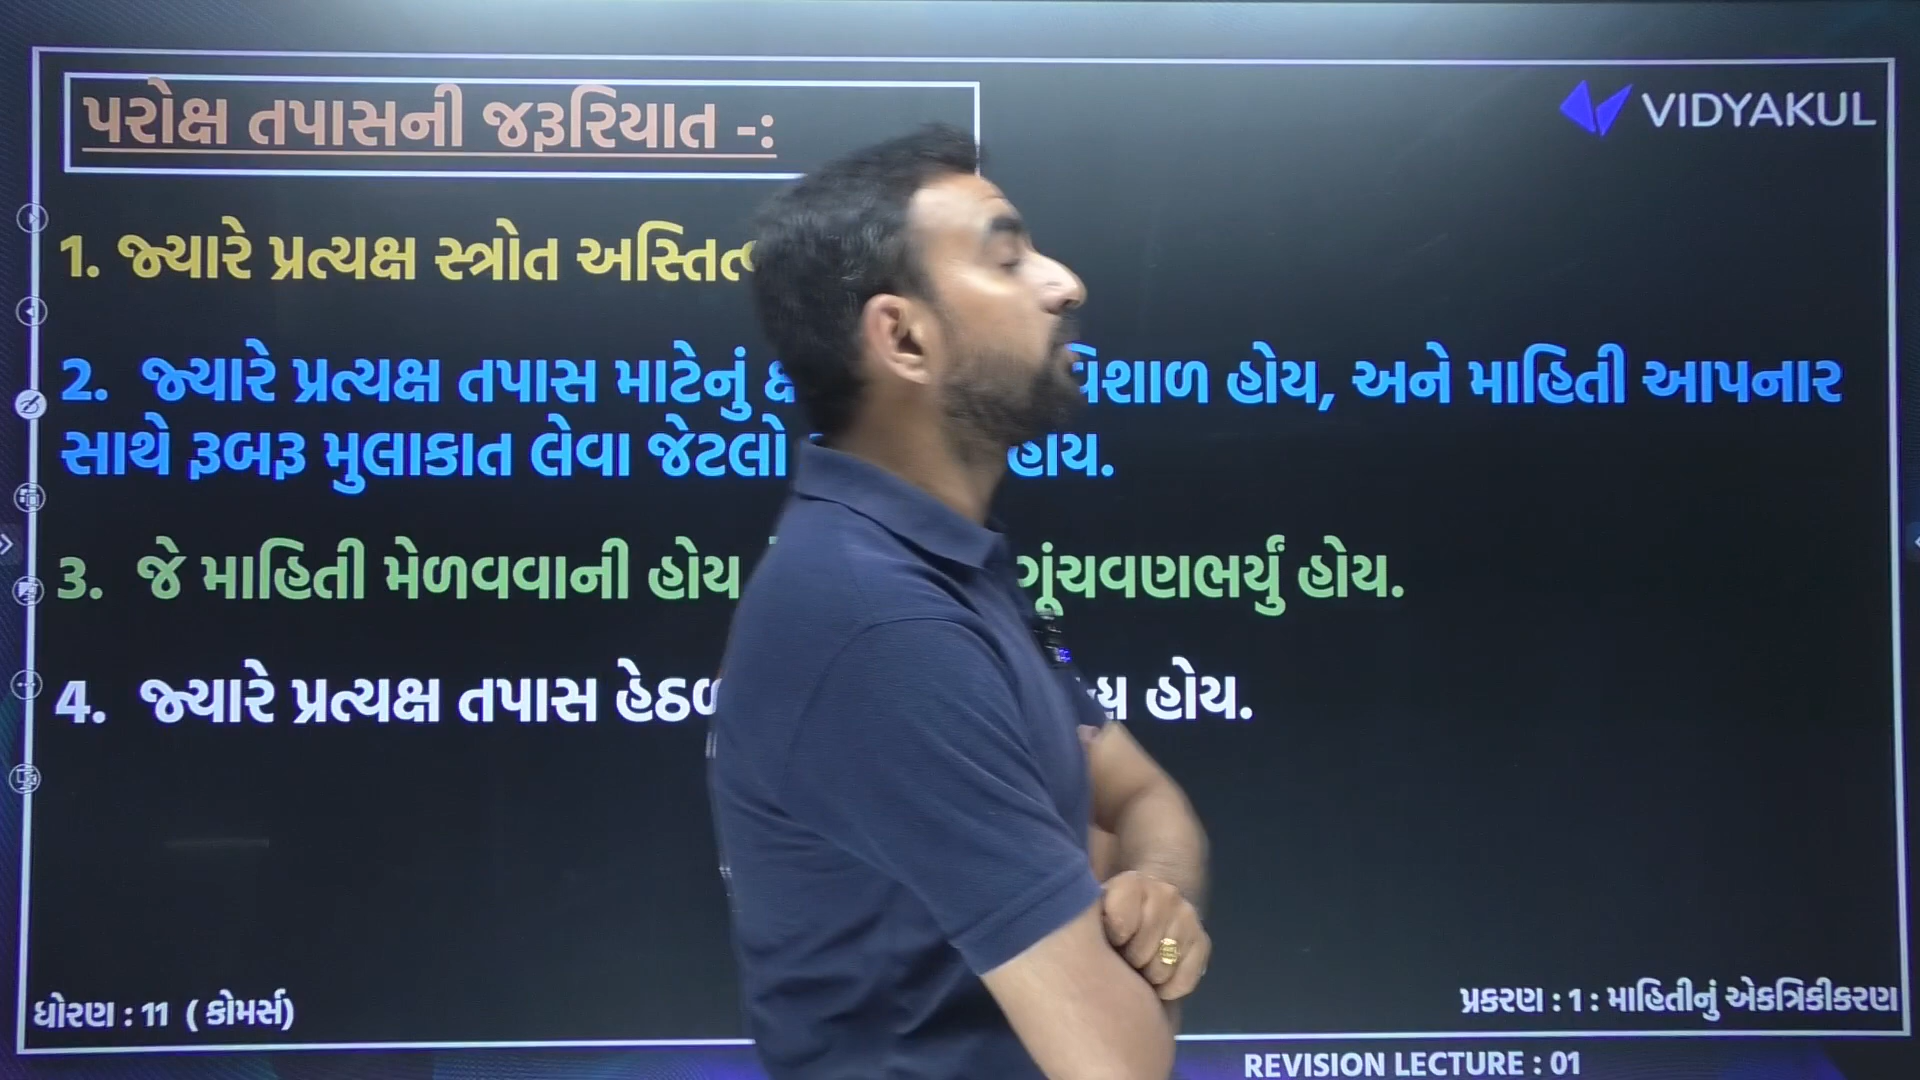 પરોક્ષ તપાસની જરૂરિયાત -:
VIDYAKUL
1. જ્યારે પ્રત્યક્ષ સ્ત્રોત
2. જ્યારે પ્રત્યક્ષ તપાસ માટેનું વિશાળ હોય, અને માહિતી આપનાર
સાથે રૂબરૂ મુલાકાત લેવા જેટલો હોય.
3. જે માહિતી મેળવવાની હોય ગૂંચવણભર્યું હોય.
4. જ્યારે પ્રત્યક્ષ તપાસ હેઠળ હોય.
ધોરણ : 11 ( કોમર્સ)
પ્રકરણ : 1 : માહિતીનું એકત્રિકીકરણ
REVISION LECTURE : 01